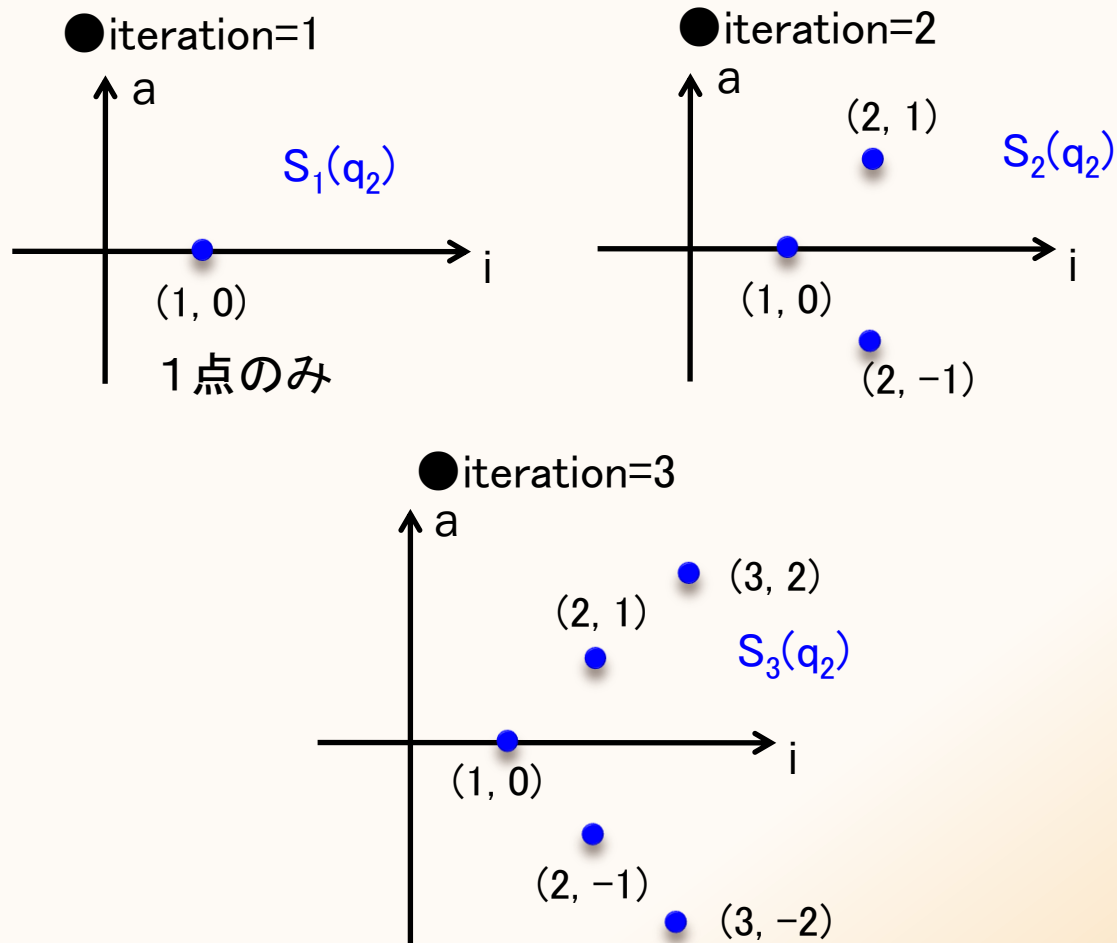 ●iteration=1
a
S₁(q₂)
i
(1, 0)
1点のみ
●iteration=2
a
(2, 1)
S₂(q₂)
i
(1, 0)
(2, −1)
●iteration=3
a
(3, 2)
(2, 1)
S₃(q₂)
i
(1, 0)
(2, −1)
(3, −2)